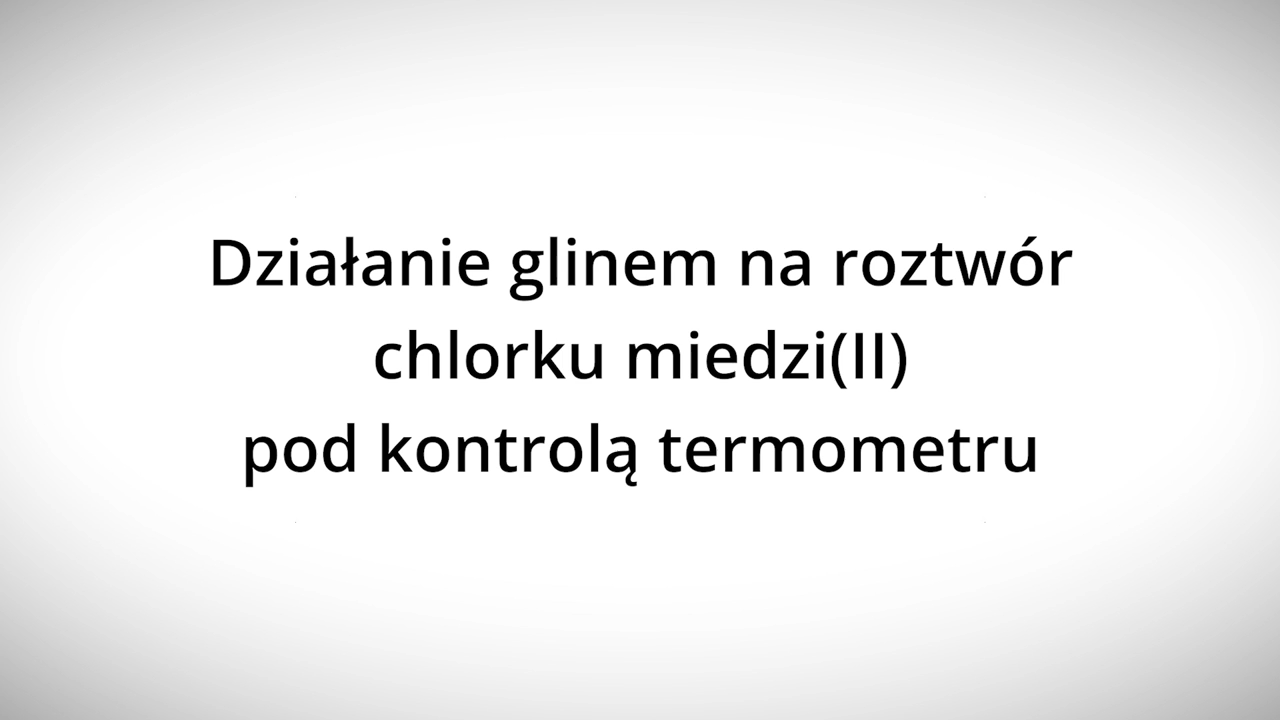 Działanie glinem na roztwór
chlorku miedzi(II)
pod kontrolą termometru